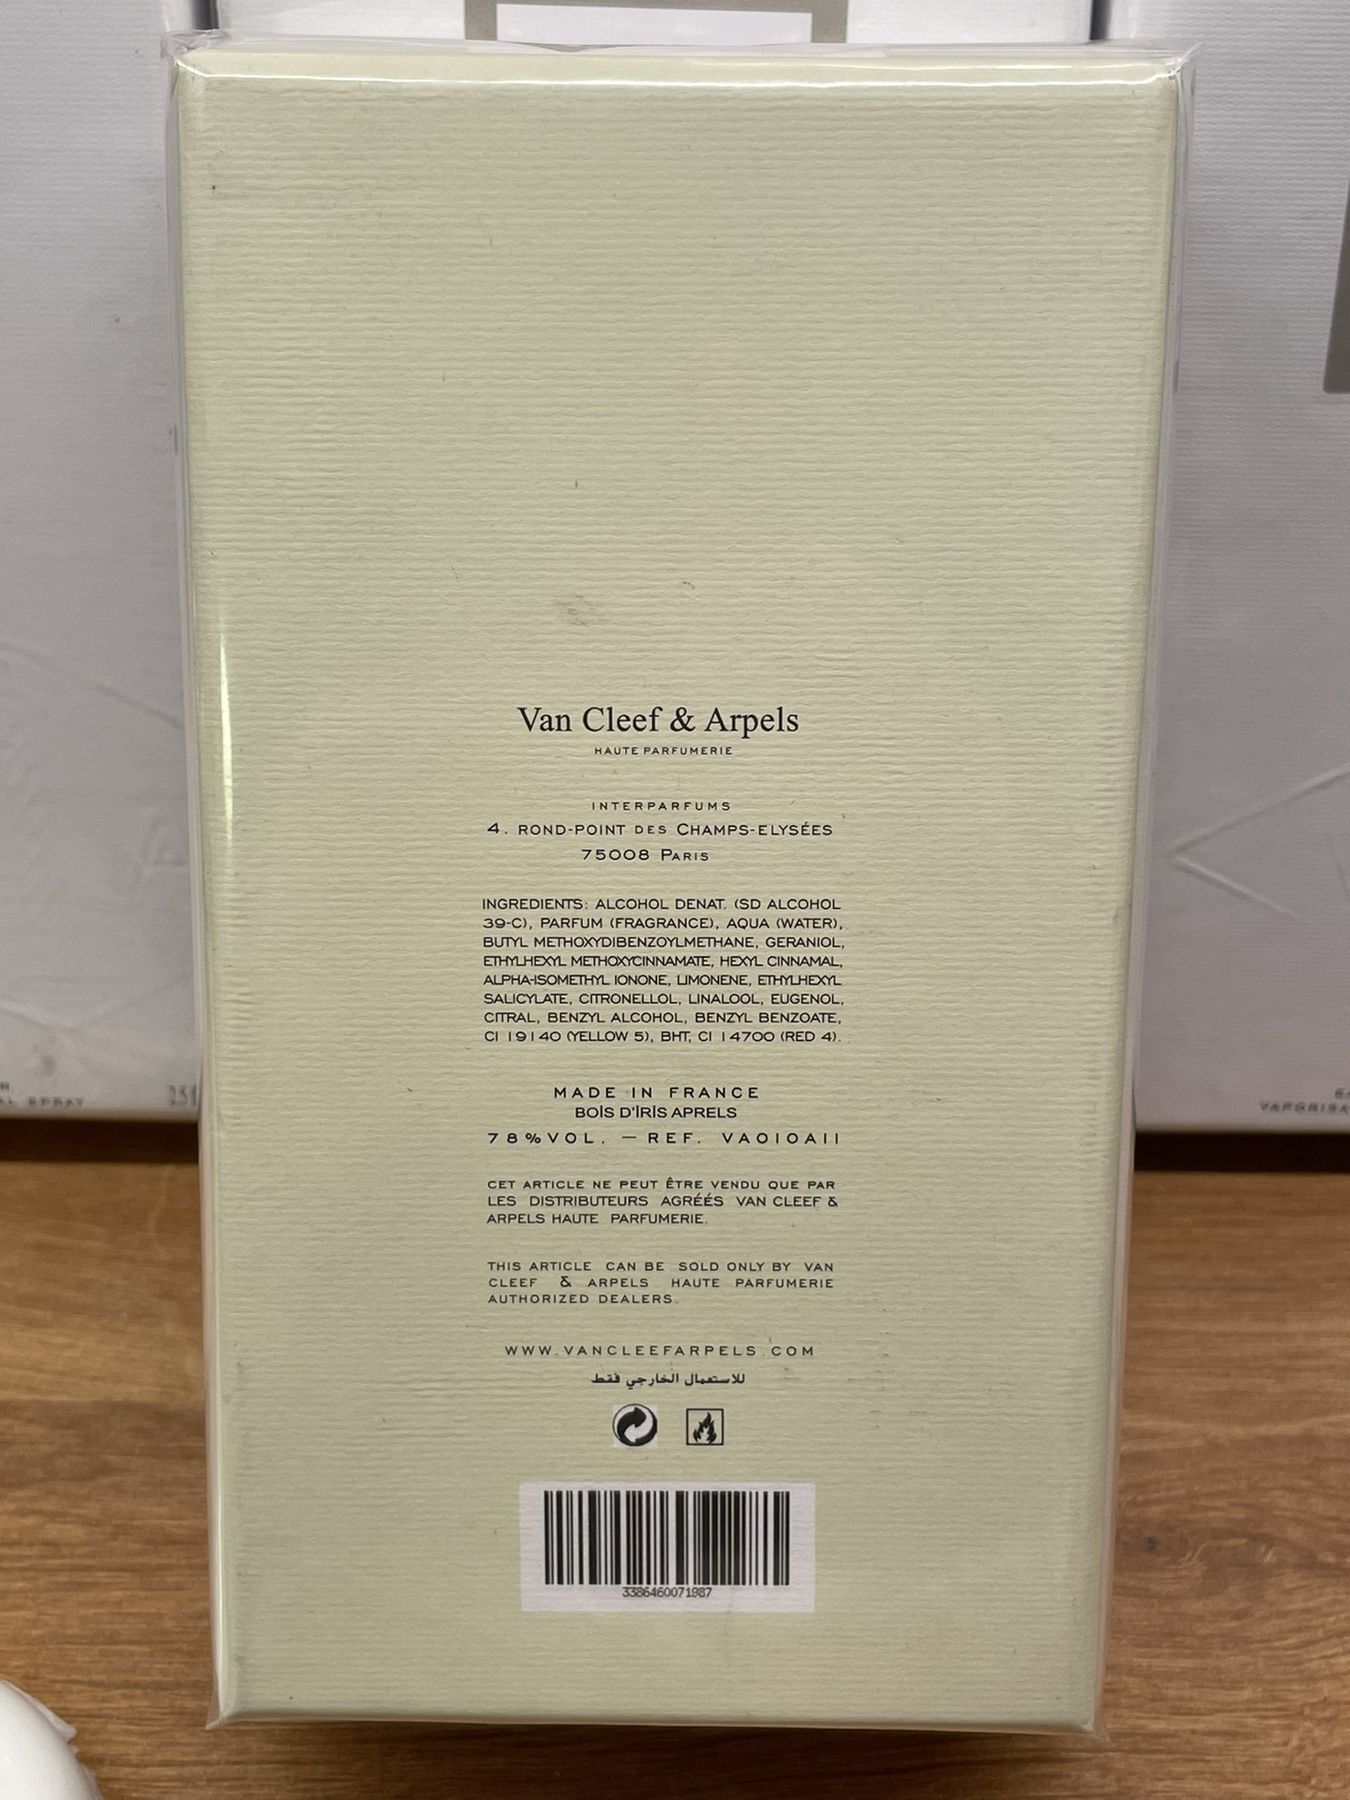 Van Cleef & Arpels
HAUTE PARFUMERIE
INTERPARFUMS
4. ROND-POINT DES CHAMPS-ELYSÉES
75008 PARIS
INGREDIENTS: ALCOHOL DENAT. (SD ALCOHOL
39-C), PARFUM (FRAGRANCE), AQUA (WATER),
BUTYL METHOXYDIBENZOYLMETHANE, GERANIOL,
ETHYLHEXYL METHOXYCINNAMATE, HEXYL CINNAMAL,
ALPHA-ISOMETHYL IONONE, LIMONENE, ETHYLHEXYL
SALICYLATE, CITRONELLOL, LINALOOL, EUGENOL,
CITRAL, BENZYL ALCOHOL, BENZYL BENZOATE,
CI 19140 (YELLOW 5), BHT, CI 14700 (RED 4).
MADE IN FRANCE
BOİS D'İRİS APRELS
78%VOL. — REF. VA010A11
CET ARTICLE NE PEUT ÊTRE VENDU QUE PAR
LES DISTRIBUTEURS AGRÉÉS VAN CLEEF &
ARPELS HAUTE PARFUMERIE.
THIS ARTICLE CAN BE SOLD ONLY BY VAN
CLEEF & ARPELS HAUTE PARFUMERIE
AUTHORIZED DEALERS.
WWW.VANCLEEFARPELS.COM
للاستعمال الخارجي فقط
3386460071987
SPRAY